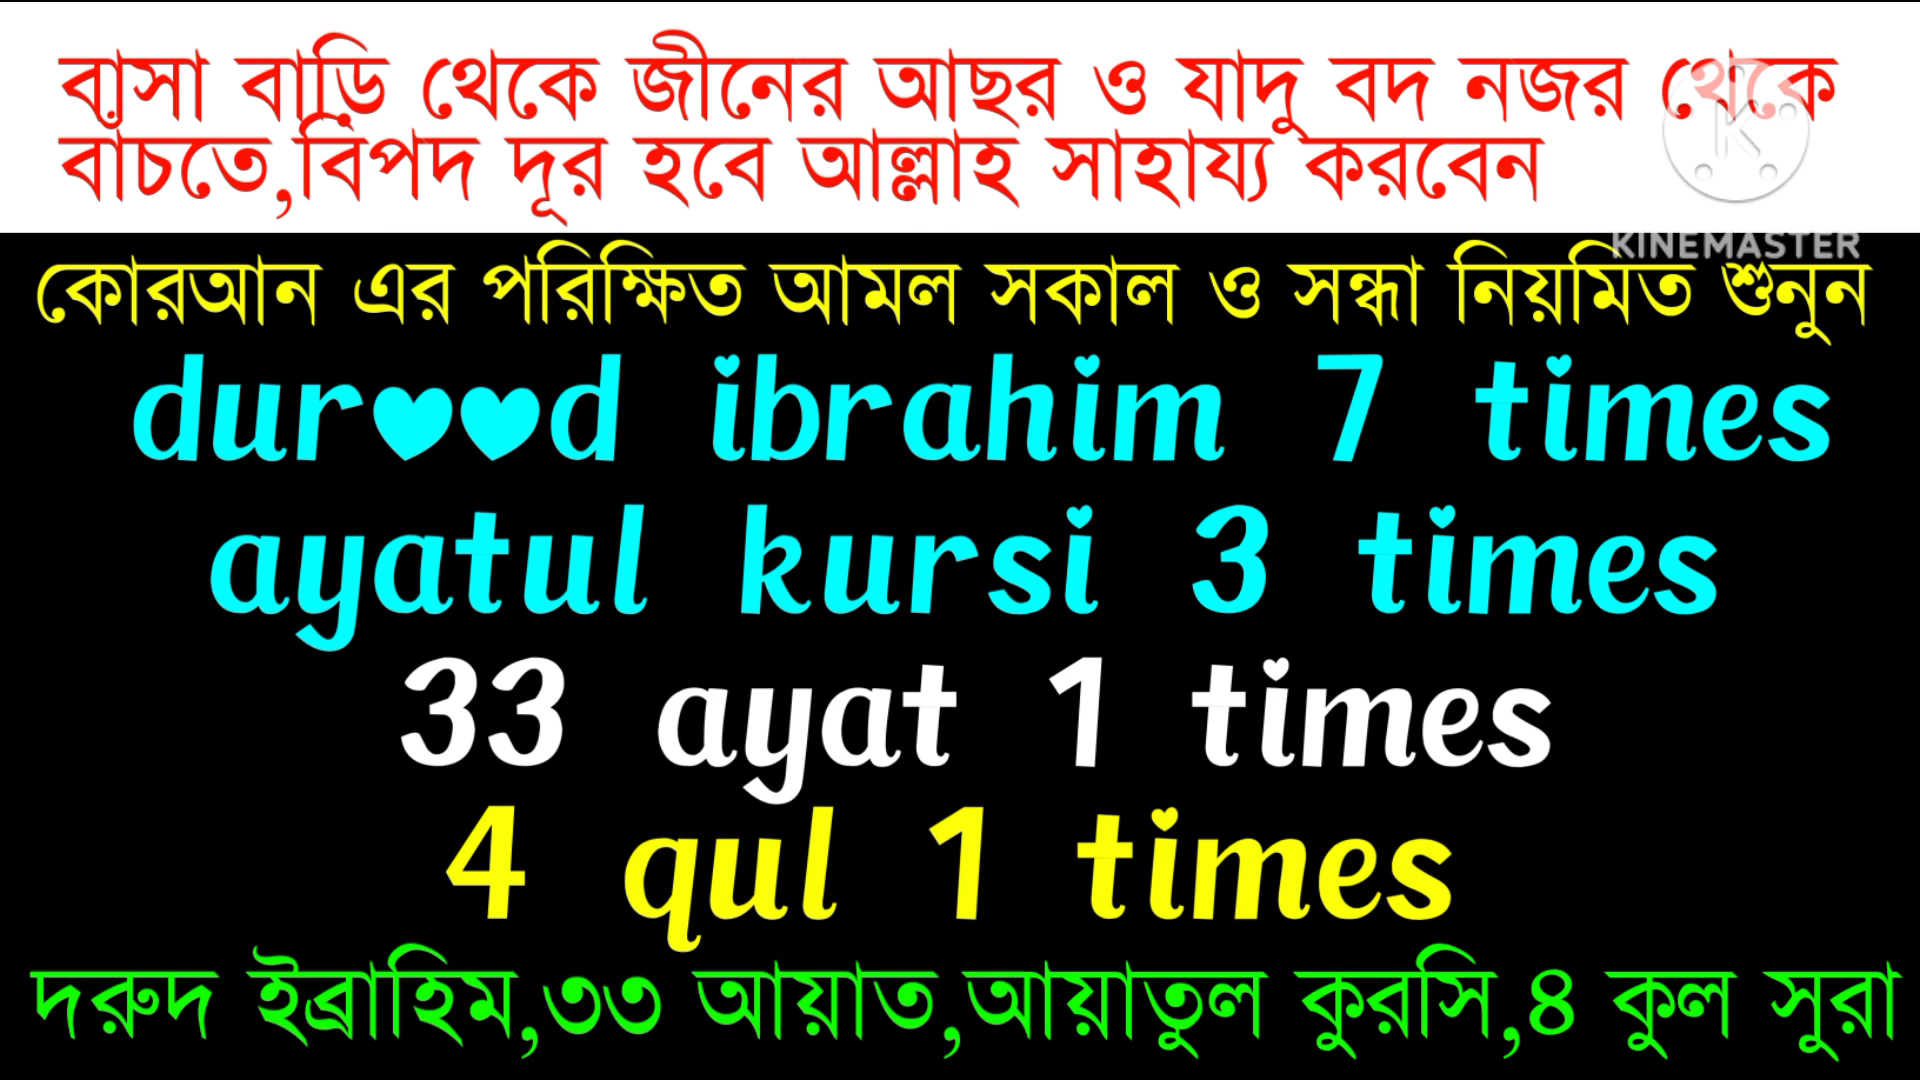 বাসা বাড়ি থেকে জীনের আছর ও যাদু বদ নজর থেকে
বাঁচতে,বিপদ দূর হবে আল্লাহ সাহায্য করবেন
K
KINEMASTER
কোরআন এর পরিক্ষিত আমল সকাল ও সন্ধা নিয়মিত শুনুন
dur♥♥d ibrahim 7 times
ayatul kursi 3 times
33 ayat 1 times
4 qul 1 times
দরুদ ইব্রাহিম,৩৩ আয়াত,আয়াতুল কুরসি,৪ কুল সুরা